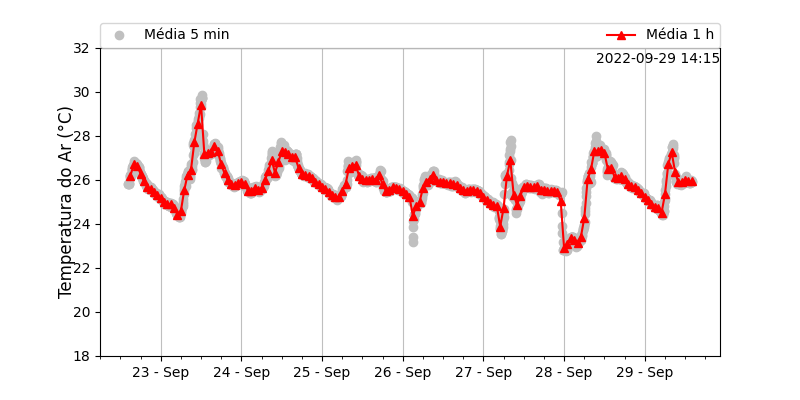 Média 5 min
Média 1 h
2022-09-29 14:15
Temperatura do Ar (°C)
32
30
28
26
24
22
20
18
23 - Sep
24 - Sep
25 - Sep
26 - Sep
27 - Sep
28 - Sep
29 - Sep